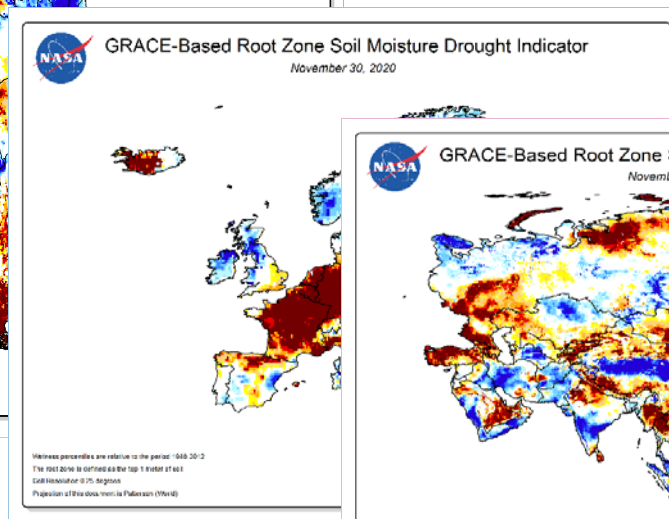 NASA
GRACE-Based Root Zone Soil Moisture Drought Indicator
November 30, 2020
NASA
GRACE-Based Root Zone S
Novemb
Wetness percentiles are relative to the period 1948-2012
The root zone is defined as the top 1 meter of soil
Cell Resolution 0.25 degrees
Projection of this document is Patterson (World)